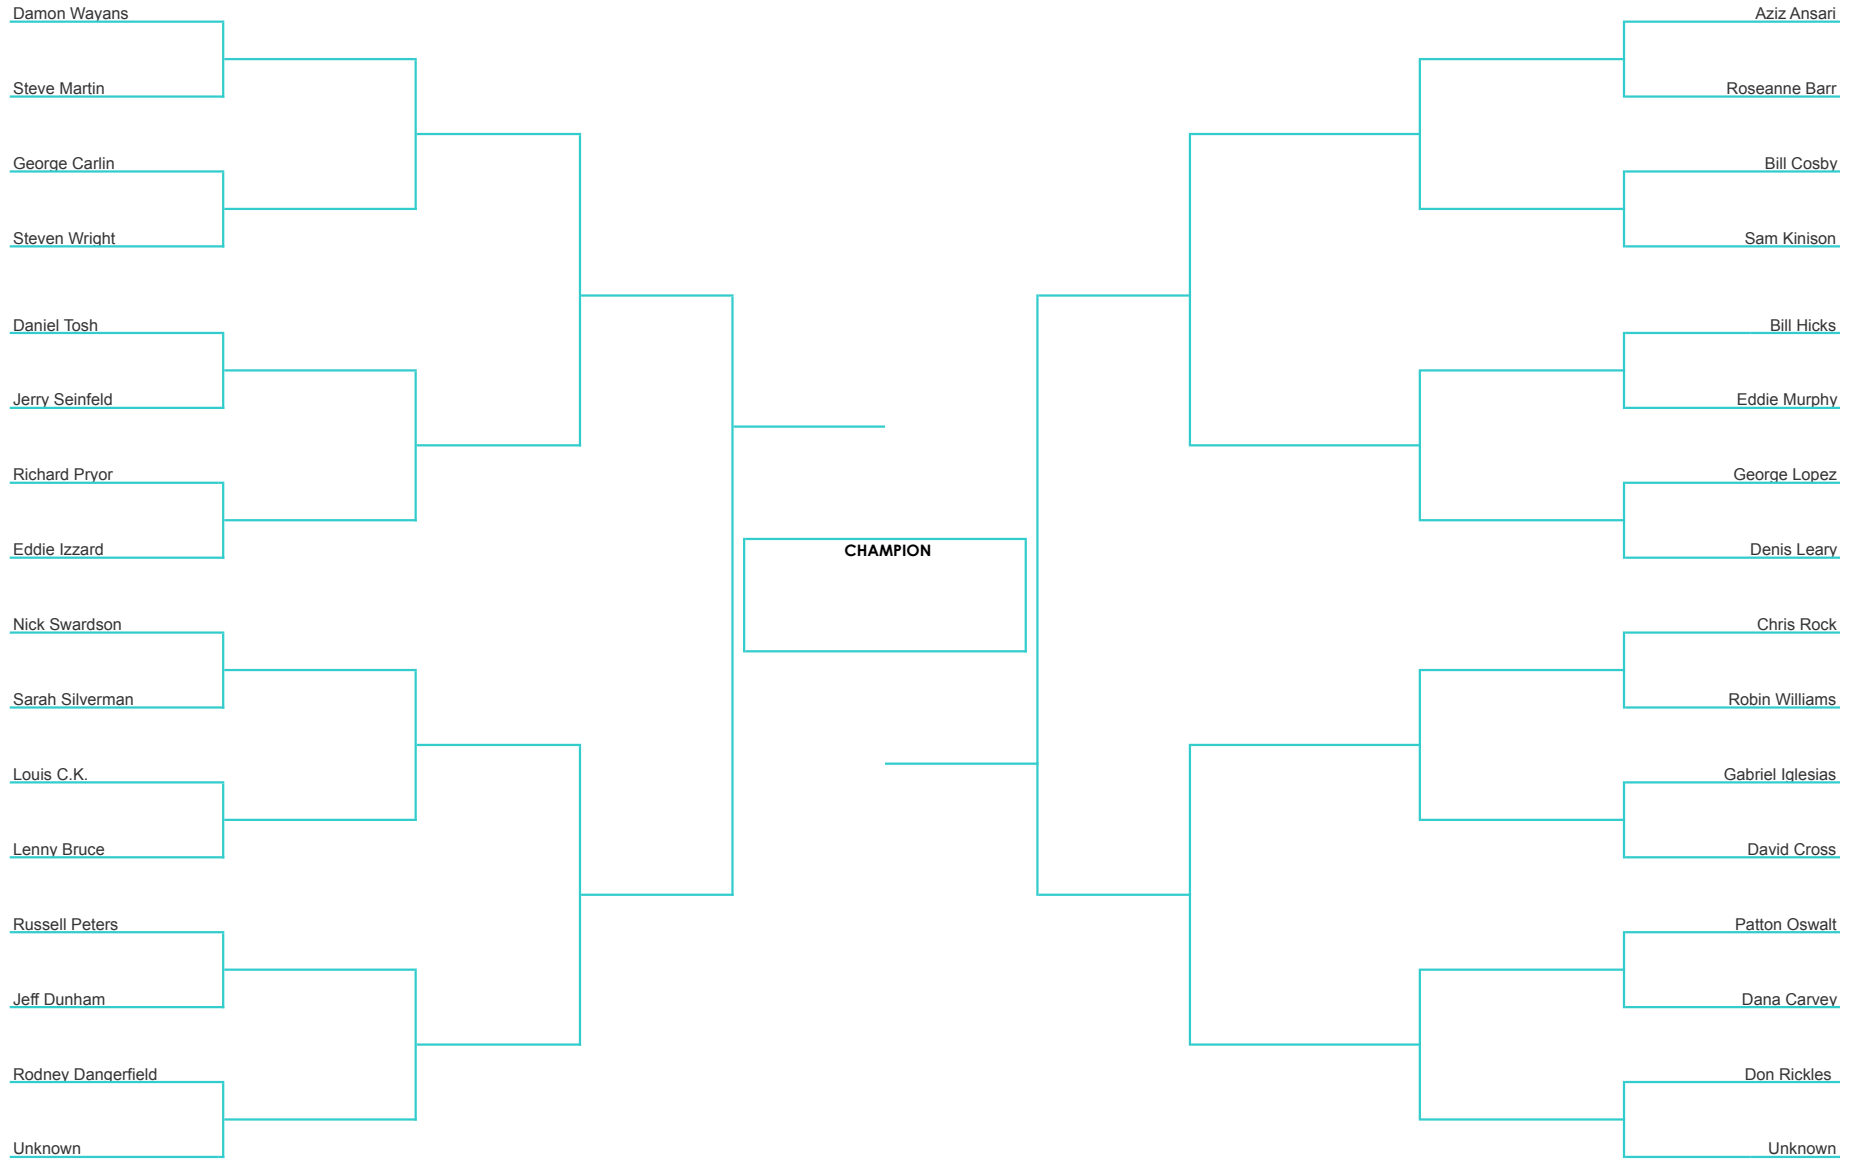 Damon Wayans
Steve Martin
George Carlin
Steven Wright
Daniel Tosh
Jerry Seinfeld
Richard Pryor
Eddie Izzard
Nick Swardson
Sarah Silverman
Louis C.K.
Lenny Bruce
Russell Peters
Jeff Dunham
Rodney Dangerfield
Unknown
CHAMPION
Aziz Ansari
Roseanne Barr
Bill Cosby
Sam Kinison
Bill Hicks
Eddie Murphy
George Lopez
Denis Leary
Chris Rock
Robin Williams
Gabriel Iglesias
David Cross
Patton Oswalt
Dana Carvey
Don Rickles
Unknown